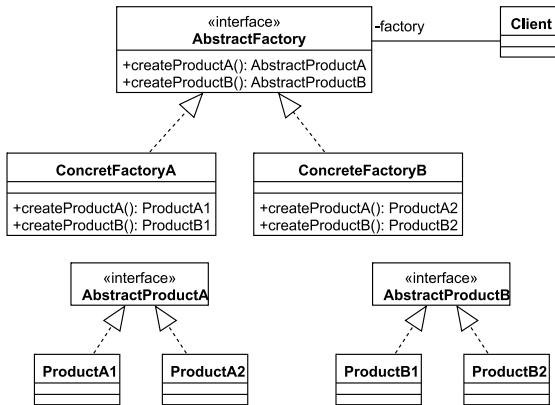 «interface»
AbstractFactory
+createProductA(): AbstractProductA
+createProductB(): AbstractProductB
-factory
Client
ConcretFactoryA
+createProductA(): ProductA1
+createProductB(): ProductB1
ConcreteFactoryB
+createProductA(): ProductA2
+createProductB(): ProductB2
«interface»
AbstractProductA
«interface»
AbstractProductB
ProductA1
ProductA2
ProductB1
ProductB2